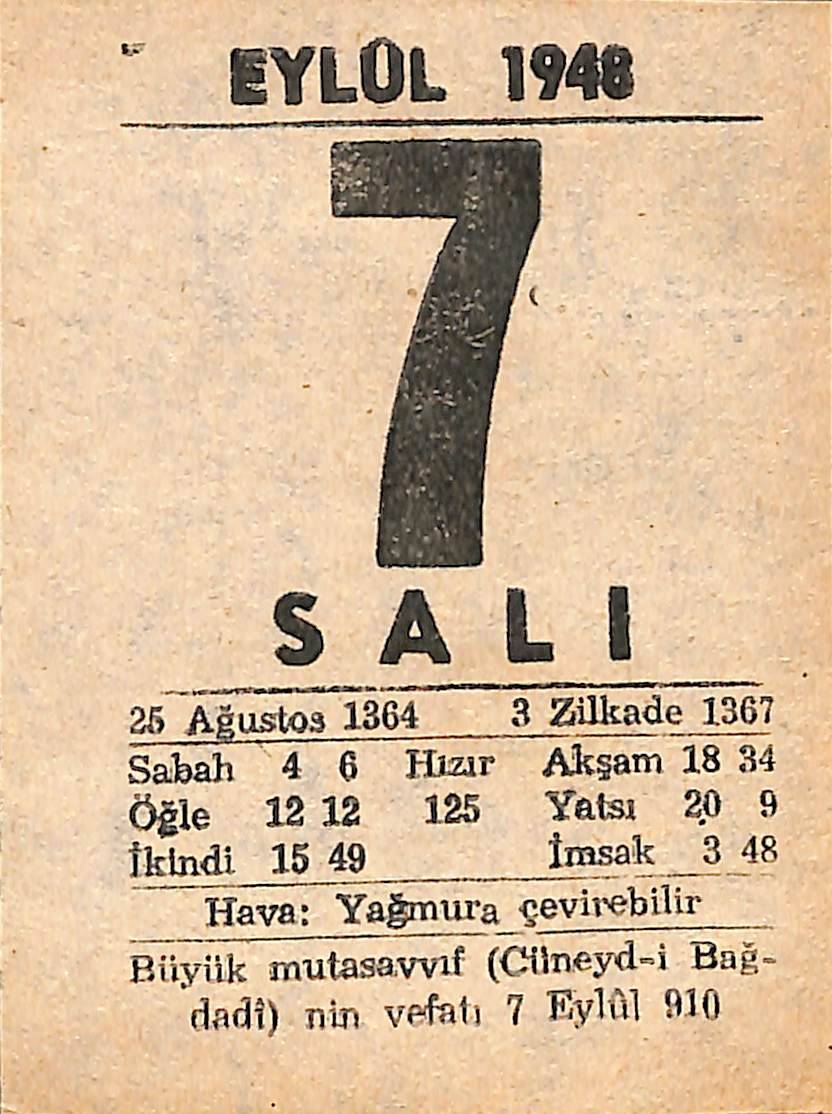 EYLÛL 1948
7
SALI
25 Ağustos 1364 3 Zilkade 1367
Sabah 4 6 Hızır Akşam 18 34
Öğle 12 12 125 Yatsı 20 9
İkindi 15 49 İmsak 3 48
Hava: Yağmura çevirebilir
Büyük mutasavvıf (Cüneyd-i Bağ-
dadî) nin vefatı 7 Eylûl 910